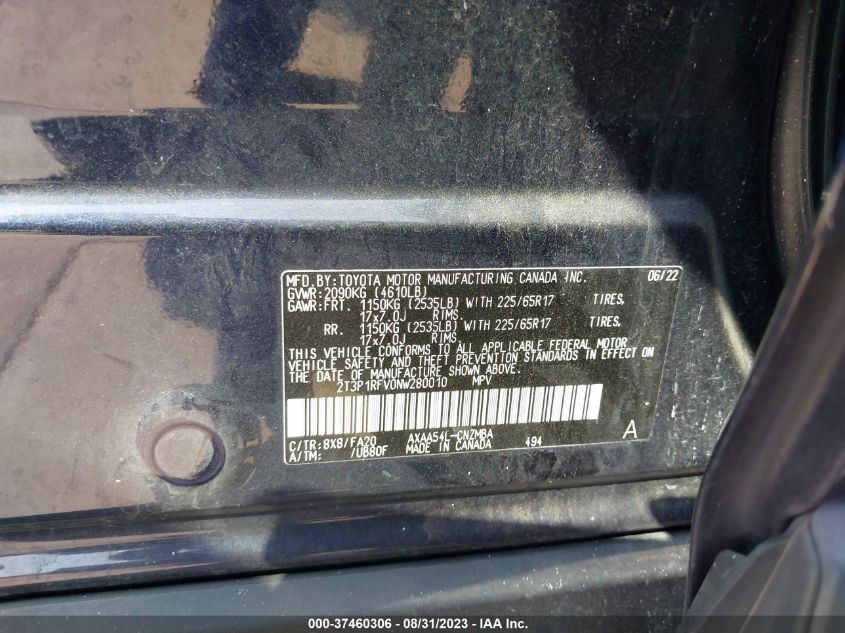 MFD.BY:TOYOTA MOTOR MANUFACTURING CANADA INC. 06/22
GVWR:2090KG (4610LB)
GAWR:FRT. 1150KG (2535LB) WITH 225/65R17 TIRES,
17x7.0J RIMS.
RR. 1150KG (2535LB) WITH 225/65R17 TIRES,
17x7.0J RIMS.
THIS VEHICLE CONFORMS TO ALL APPLICABLE FEDERAL MOTOR
VEHICLE SAFETY AND THEFT PREVENTION STANDARDS IN EFFECT ON
THE DATE OF MANUFACTURE SHOWN ABOVE.
2T3P1RFV0NW280010 MPV
C/TR:8X8/FA20 AXAA54L-CNZMBA 494 A
A/TM: /UB80F MADE IN CANADA
000-37460306 - 08/31/2023 - COPYRIGHT IAA, LLC.